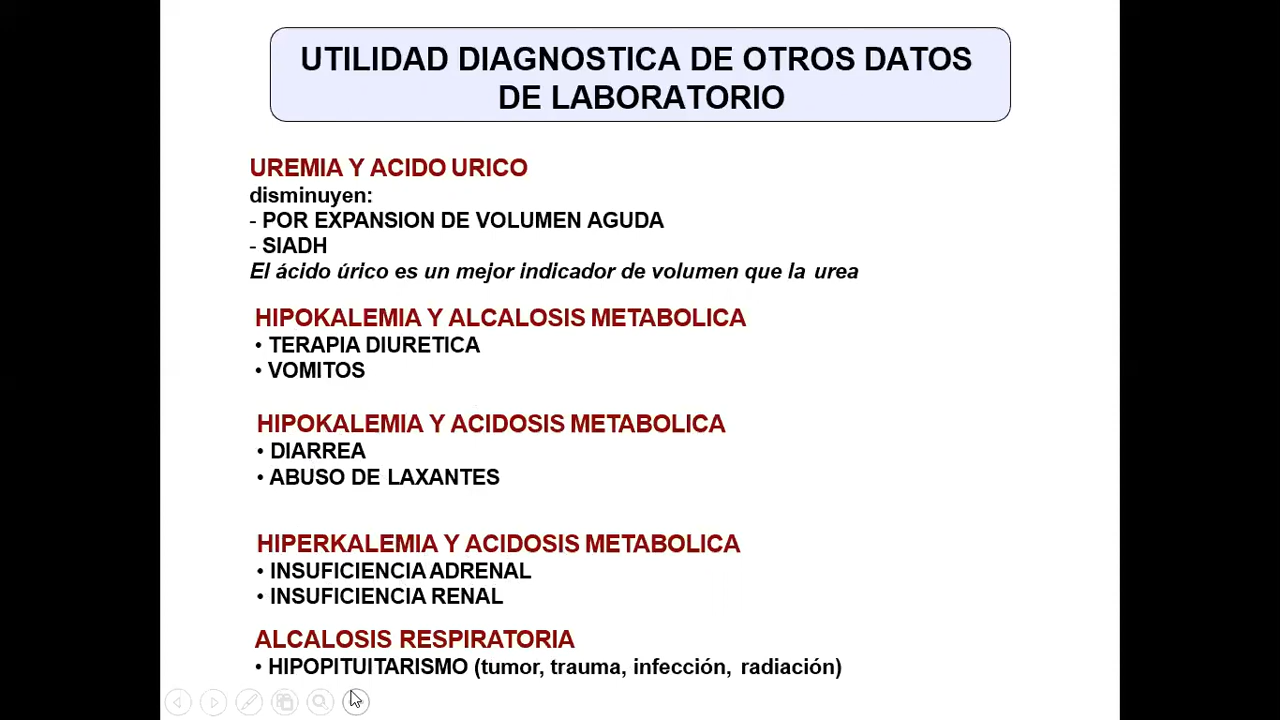 UTILIDAD DIAGNOSTICA DE OTROS DATOS
DE LABORATORIO
UREMIA Y ACIDO URICO
disminuyen:
- POR EXPANSION DE VOLUMEN AGUDA
- SIADH
El ácido úrico es un mejor indicador de volumen que la urea
HIPOKALEMIA Y ALCALOSIS METABOLICA
• TERAPIA DIURETICA
• VOMITOS
HIPOKALEMIA Y ACIDOSIS METABOLICA
• DIARREA
• ABUSO DE LAXANTES
HIPERKALEMIA Y ACIDOSIS METABOLICA
• INSUFICIENCIA ADRENAL
• INSUFICIENCIA RENAL
ALCALOSIS RESPIRATORIA
• HIPOPITUITARISMO (tumor, trauma, infección, radiación)